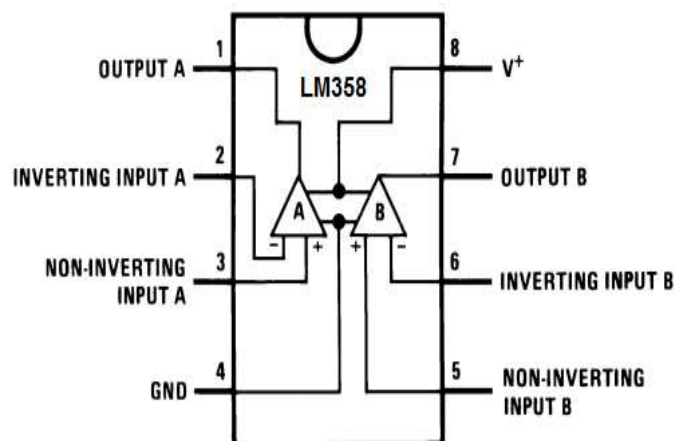 1
8
OUTPUT A
LM358
V+
2
7
INVERTING INPUT A
OUTPUT B
A
B
- + + -
NON-INVERTING
INPUT A
3
6
INVERTING INPUT B
4
5
GND
NON-INVERTING
INPUT B